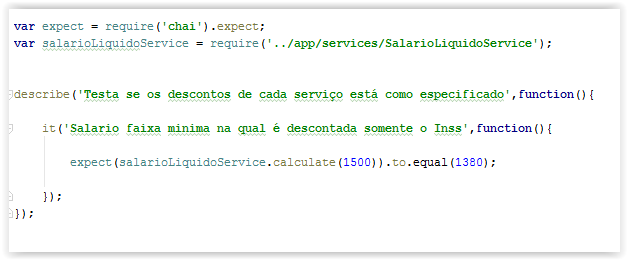 var expect = require('chai').expect;
var salarioLiquidoService = require('../app/services/SalarioLiquidoService');
describe('Testa se os descontos de cada serviço está como especificado',function(){
it('Salario faixa minima na qual é descontada somente o Inss',function(){
expect(salarioLiquidoService.calculate(1500)).to.equal(1380);
});
});